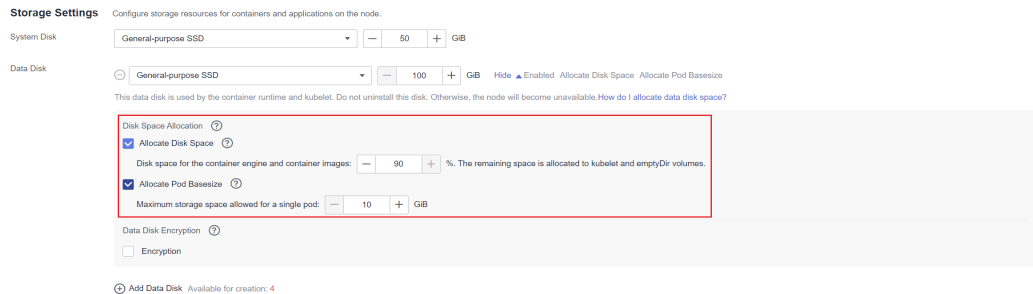 Storage Settings Configure storage resources for containers and applications on the node.
System Disk General-purpose SSD 50 GiB
Data Disk General-purpose SSD 100 GiB Hide Enabled Allocate Disk Space Allocate Pod Basesize
This data disk is used by the container runtime and kubelet. Do not uninstall this disk. Otherwise, the node will become unavailable.How do I allocate data disk space?
Disk Space Allocation ?
Allocate Disk Space ?
Disk space for the container engine and container images: — 90 + %. The remaining space is allocated to kubelet and emptyDir volumes.
Allocate Pod Basesize ?
Maximum storage space allowed for a single pod: — 10 + GiB
Data Disk Encryption ?
Encryption
Add Data Disk Available for creation: 4